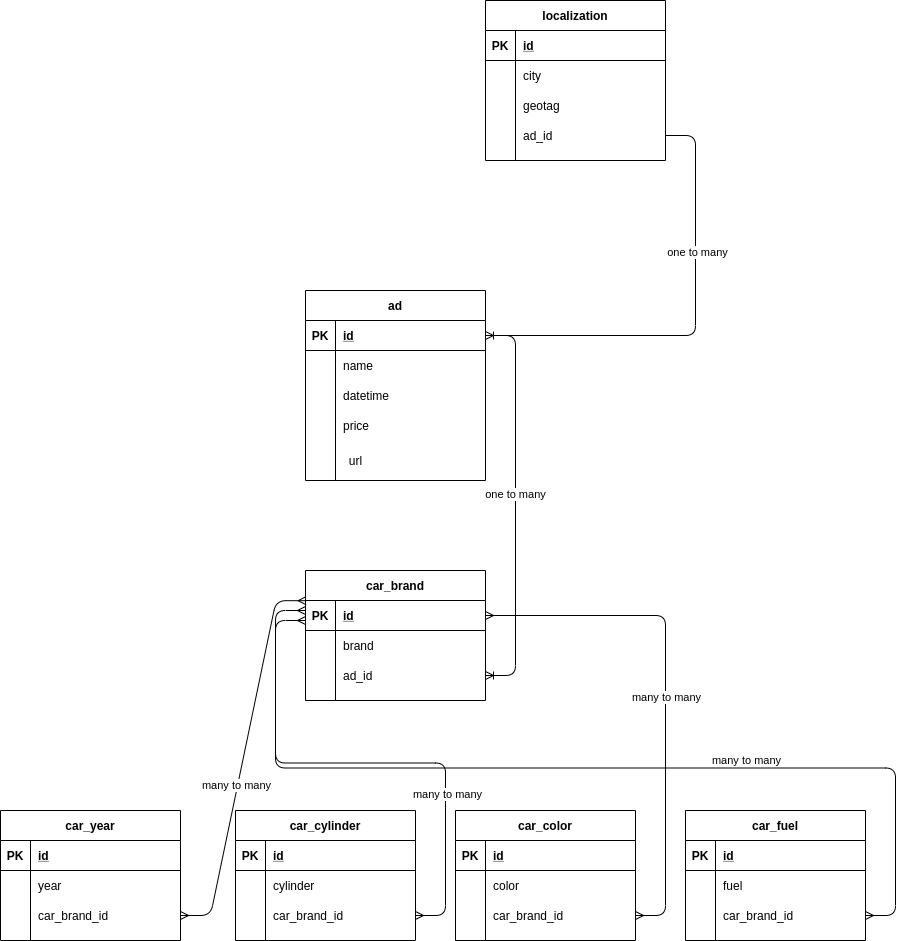 localization
PK id
city
geotag
ad_id
one to many
ad
PK id
name
datetime
price
url
one to many
car_brand
PK id
brand
ad_id
many to many
many to many
many to many
many to many
car_year
PK id
year
car_brand_id
car_cylinder
PK id
cylinder
car_brand_id
car_color
PK id
color
car_brand_id
car_fuel
PK id
fuel
car_brand_id